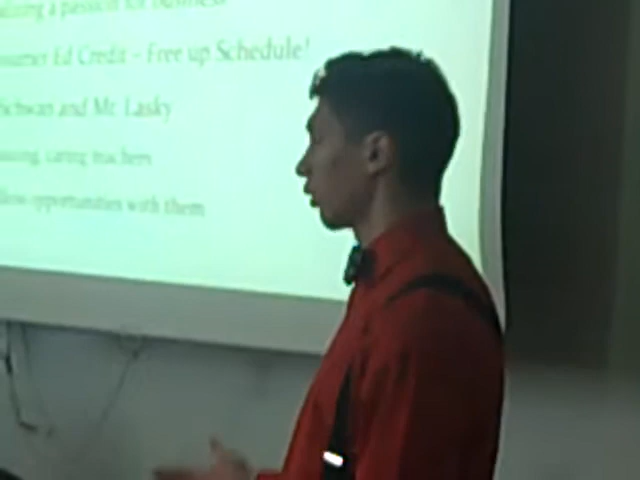 a passion for business
Ed Credit - Free up Schedule!
Schwan and Mr. Lasky
caring teachers
opportunities with them